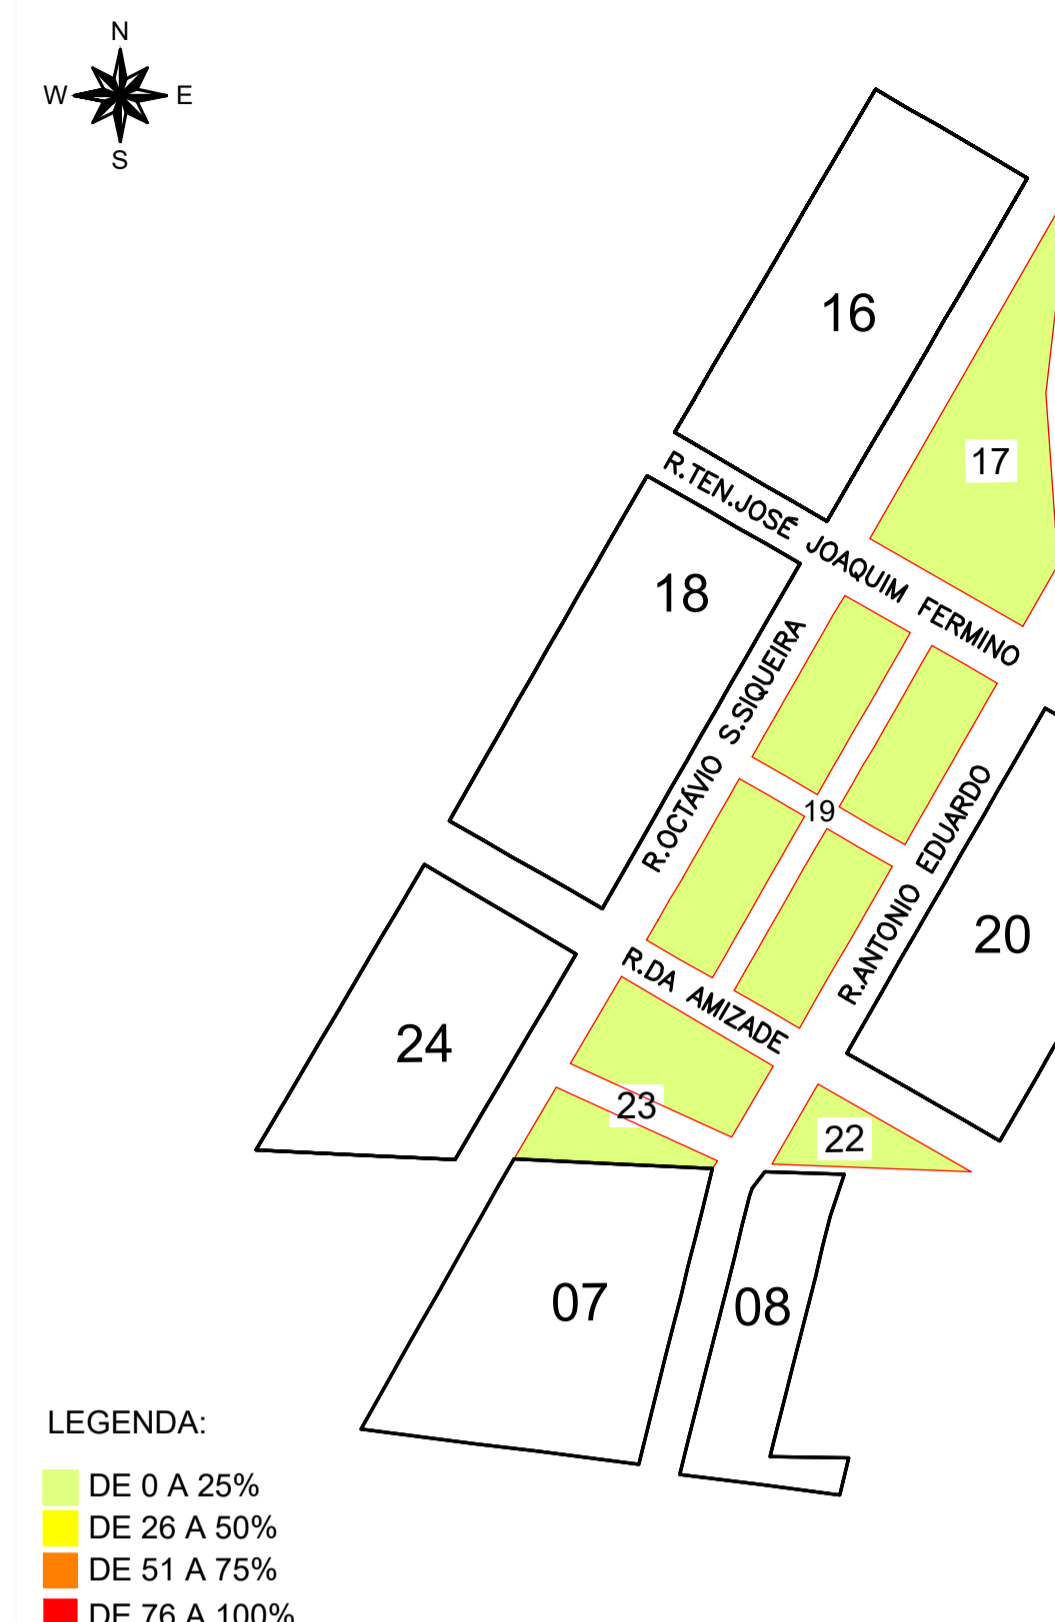 N
W E
S
16
17
R.TEN.JOSÉ JOAQUIM FERMINO
18
R.OCTÁVIO S.SIQUEIRA
19
R.ANTONIO EDUARDO
20
R.DA AMIZADE
24
23
22
07
08
LEGENDA:
DE 0 A 25%
DE 26 A 50%
DE 51 A 75%
DE 76 A 100%